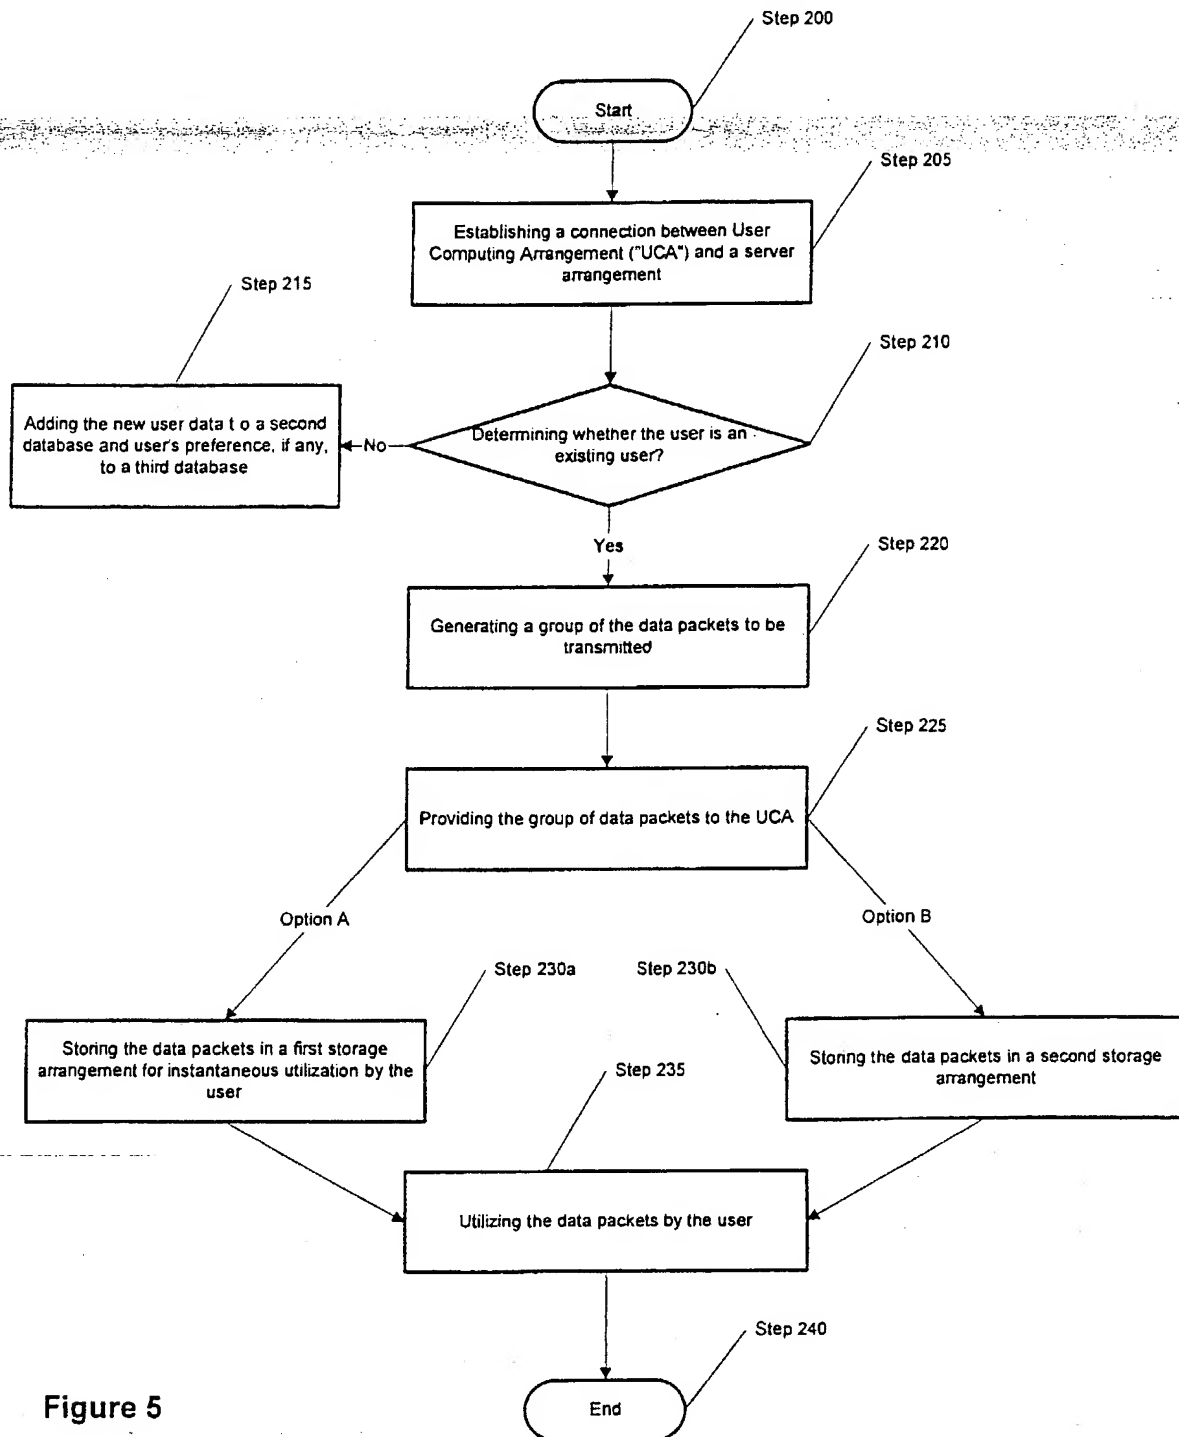 Step 200
Start
Step 205
Establishing a connection between User
Computing Arrangement ("UCA") and a server
arrangement
Step 215
Step 210
Adding the new user data t o a second
database and user's preference, if any,
to a third database
No
Determining whether the user is an
existing user?
Yes
Step 220
Generating a group of the data packets to be
transmitted
Step 225
Providing the group of data packets to the UCA
Option A
Option B
Step 230a
Step 230b
Storing the data packets in a first storage
arrangement for instantaneous utilization by the
user
Storing the data packets in a second storage
arrangement
Step 235
Utilizing the data packets by the user
Step 240
End
Figure 5